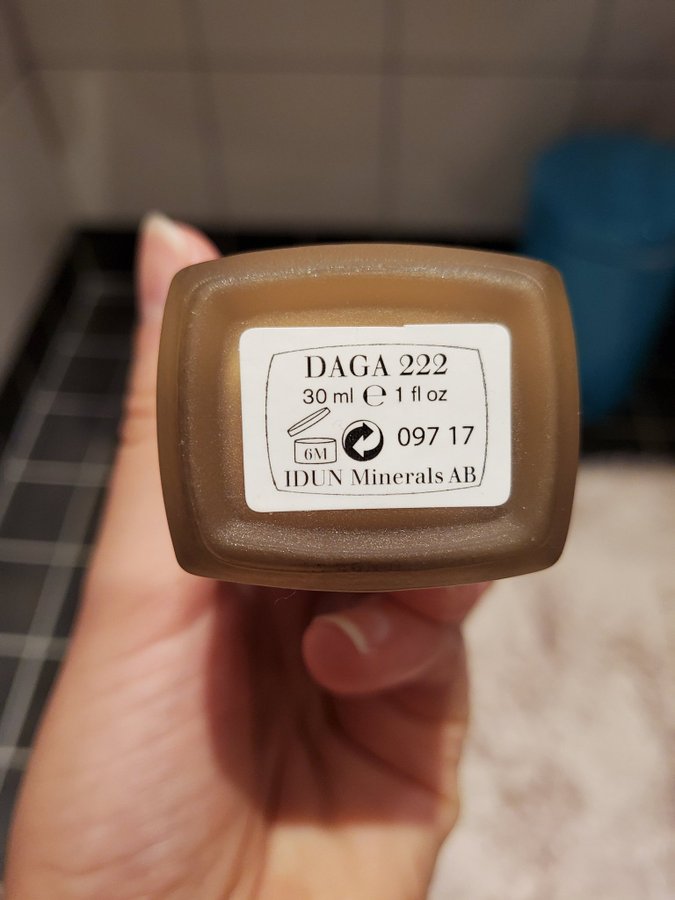 DAGA 222
30 ml ℮ 1 fl oz
6M 097 17
IDUN Minerals AB